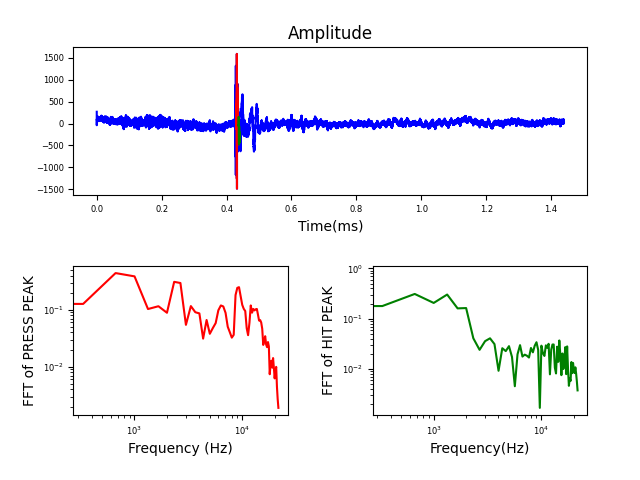 Amplitude
1500
1000
500
0
−500
−1000
−1500
0.0 0.2 0.4 0.6 0.8 1.0 1.2 1.4
Time(ms)
FFT of PRESS PEAK
10⁻¹
10⁻²
10³ 10⁴
Frequency (Hz)
FFT of HIT PEAK
10⁰
10⁻¹
10⁻²
10³ 10⁴
Frequency(Hz)